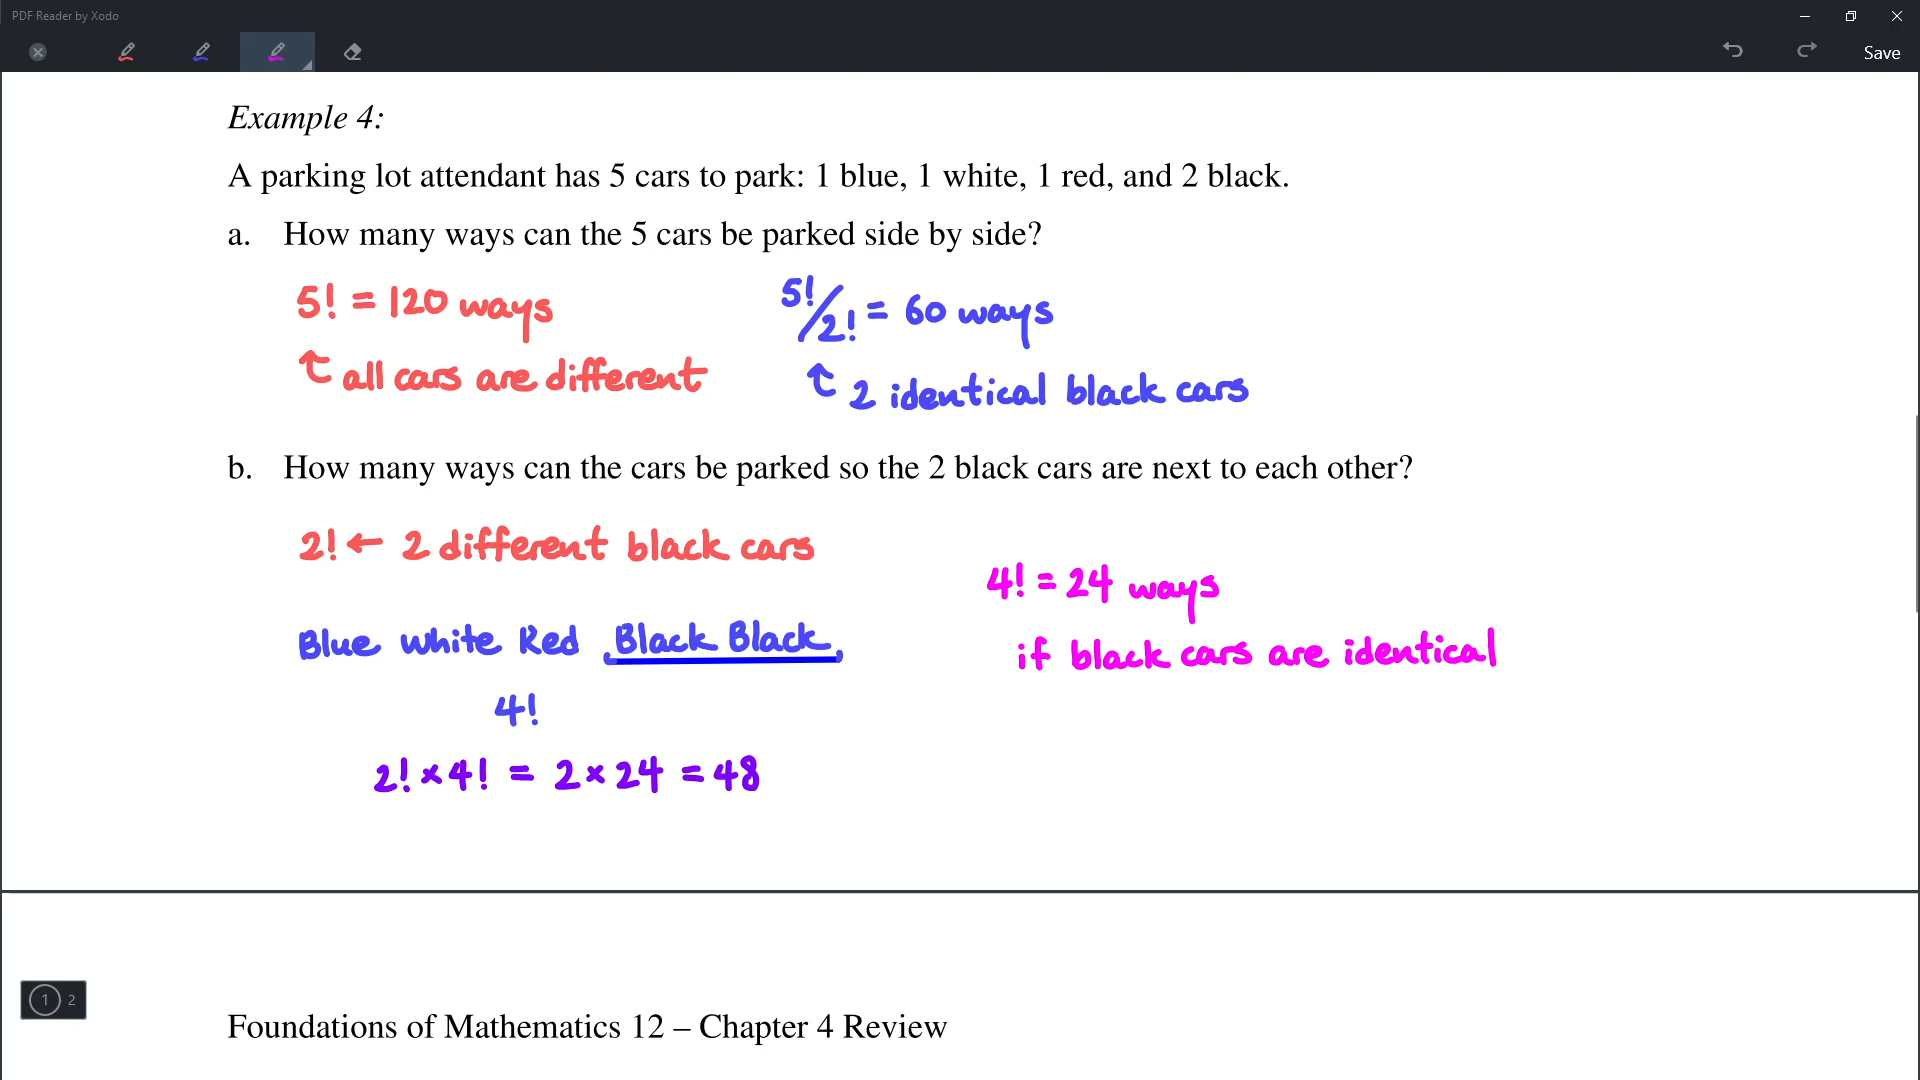 PDF Reader by Xodo
Save
Example 4:
A parking lot attendant has 5 cars to park: 1 blue, 1 white, 1 red, and 2 black.
a. How many ways can the 5 cars be parked side by side?
5! = 120 ways
5!/2! = 60 ways
↑ all cars are different
↑ 2 identical black cars
b. How many ways can the cars be parked so the 2 black cars are next to each other?
2! ← 2 different black cars
4! = 24 ways
Blue White Red Black Black
if black cars are identical
4!
2! × 4! = 2 × 24 = 48
1 2
Foundations of Mathematics 12 – Chapter 4 Review